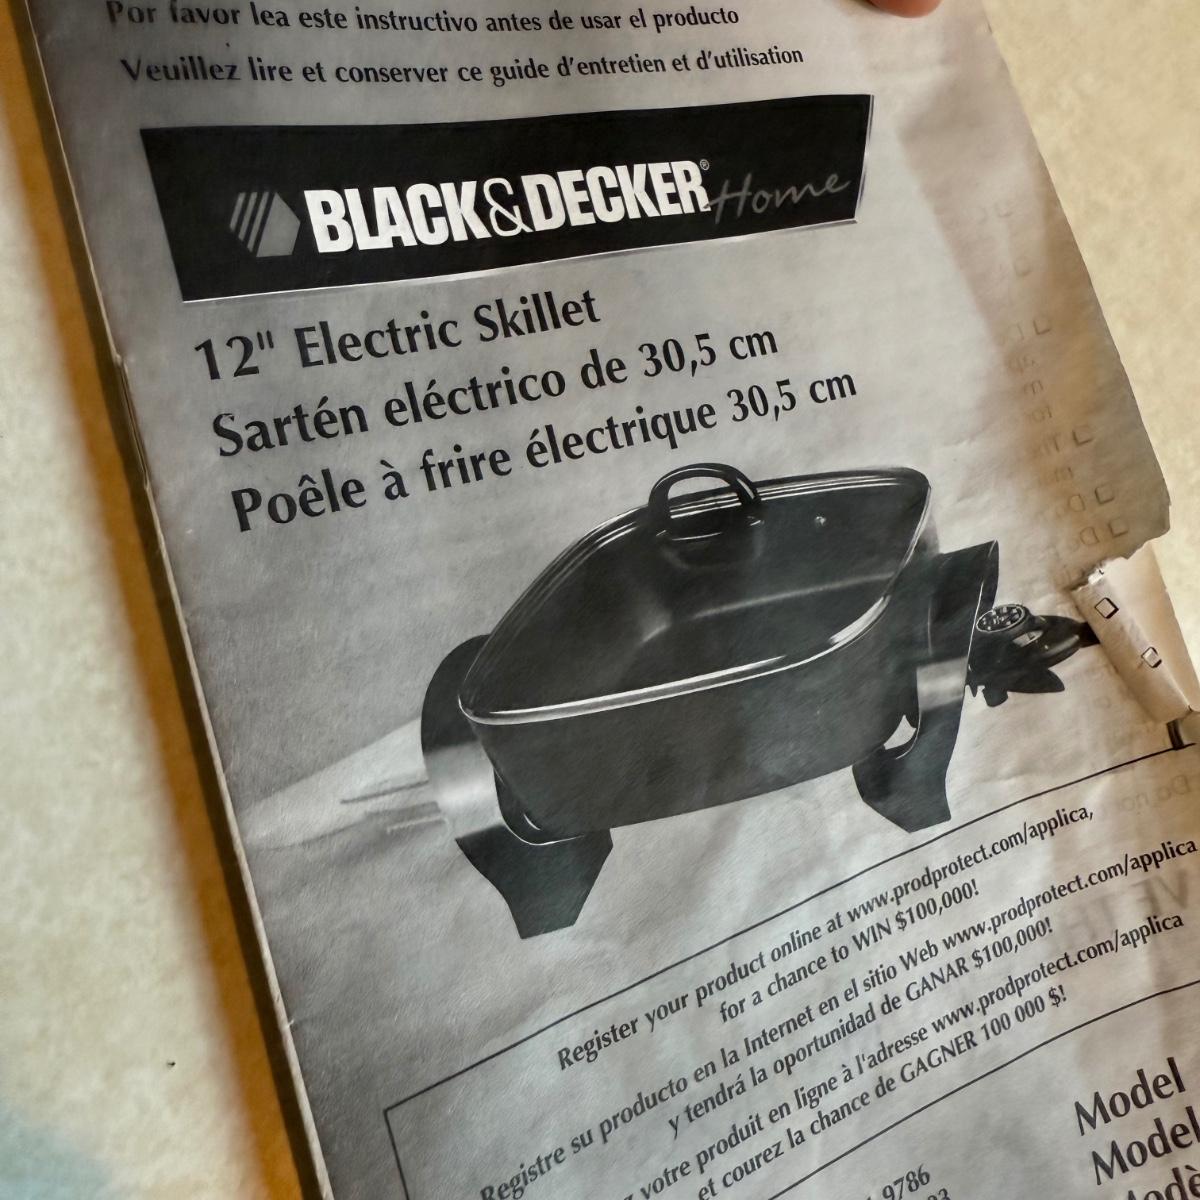 Por favor lea este instructivo antes de usar el producto
Veuillez lire et conserver ce guide d'entretien et d'utilisation
BLACK&DECKER® Home
12" Electric Skillet
Sartén eléctrico de 30,5 cm
Poêle à frire électrique 30,5 cm
Register your product online at www.prodprotect.com/applica,
for a chance to WIN $100,000!
Registre su producto en la Internet en el sitio Web www.prodprotect.com/applica
y tendrá la oportunidad de GANAR $100,000!
votre produit en ligne à l'adresse www.prodprotect.com/applica
et courez la chance de GAGNER 100 000 $!
Model
Model
9786